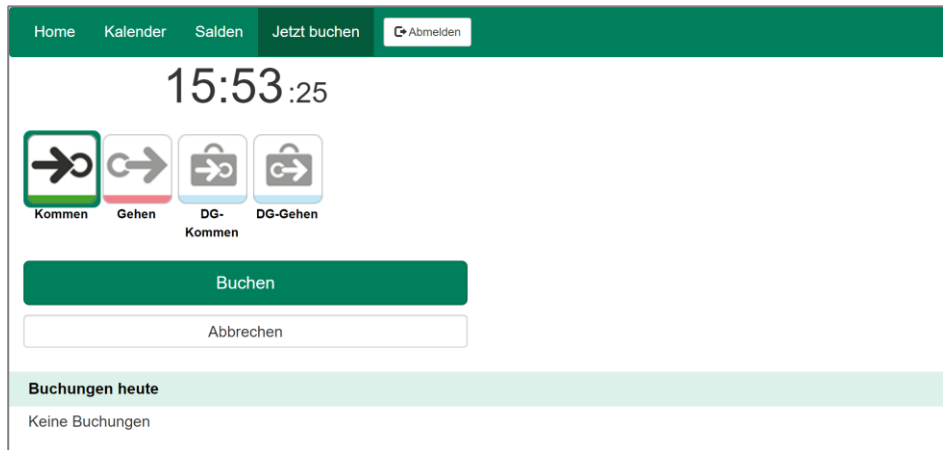 Home Kalender Salden Jetzt buchen Abmelden
15:53 :25
Kommen Gehen DG- DG-Gehen
Kommen
Buchen
Abbrechen
Buchungen heute
Keine Buchungen